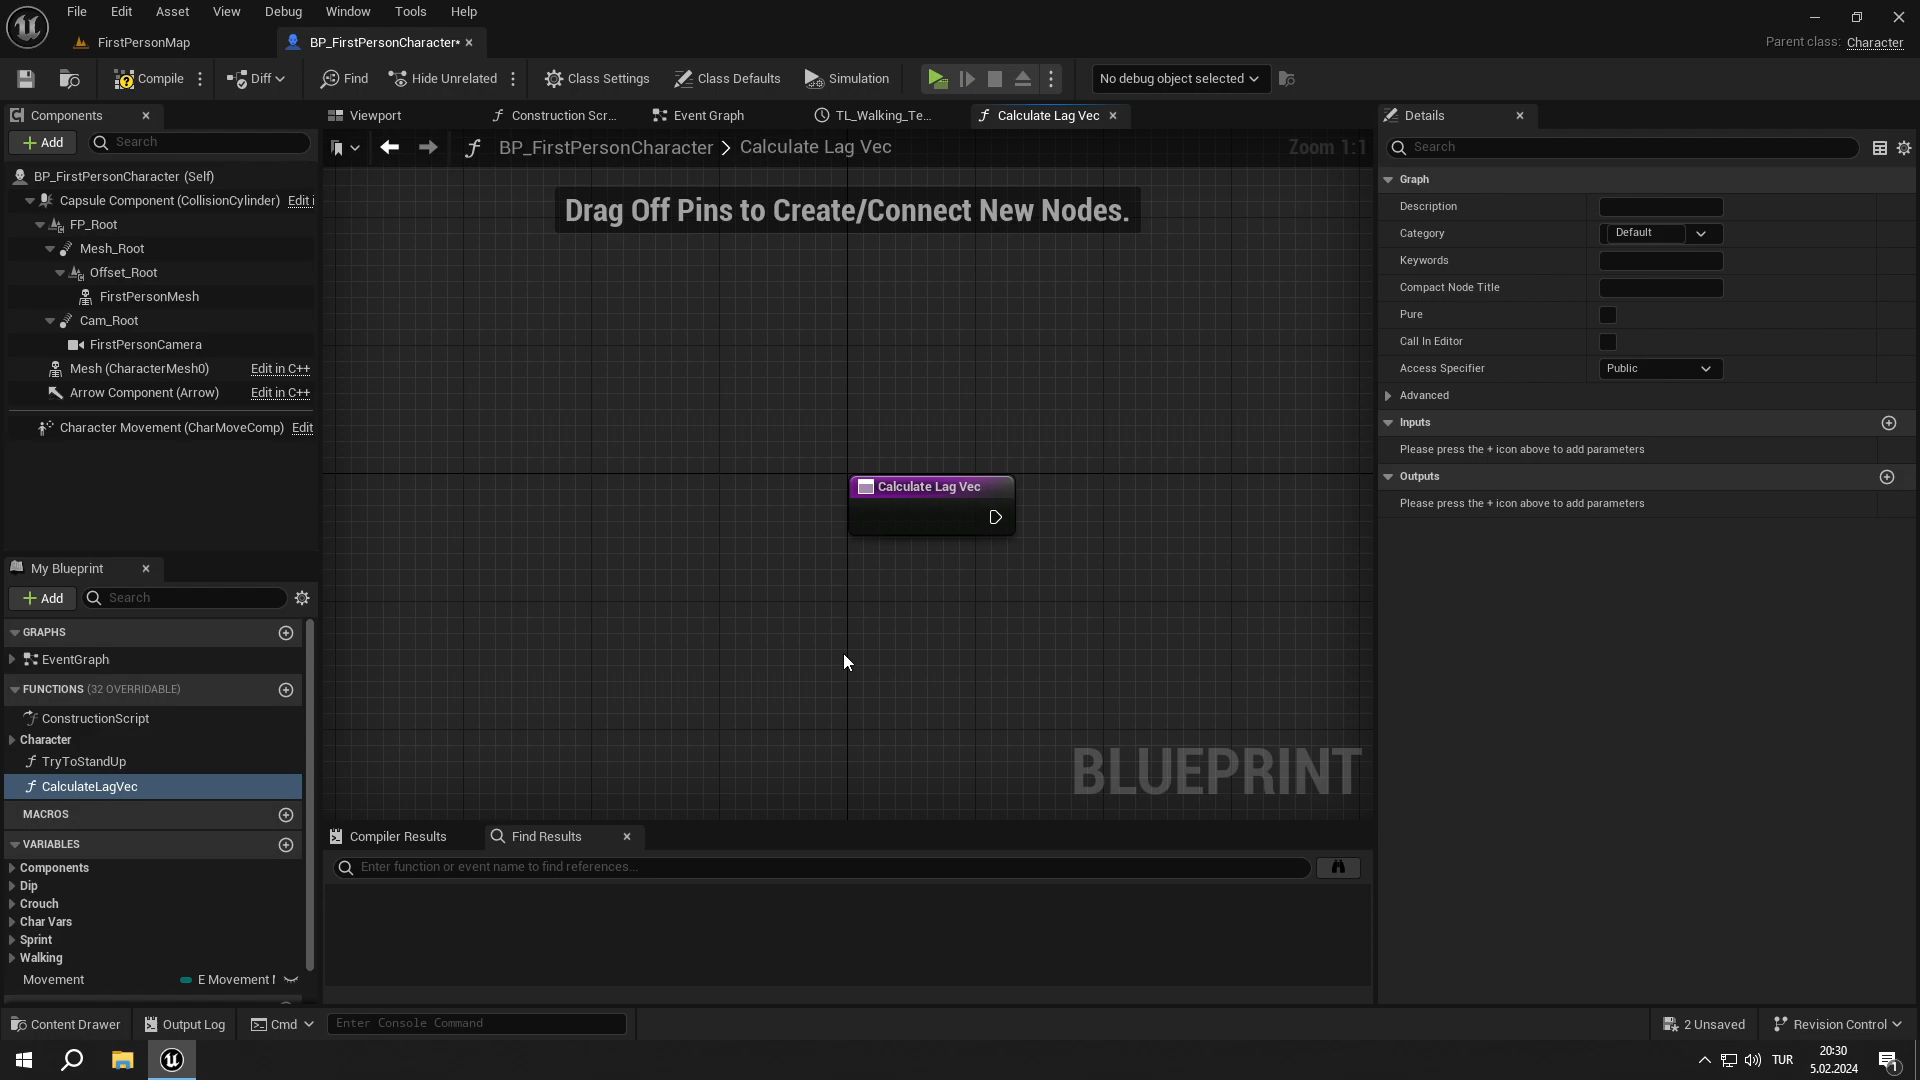 File Edit Asset View Debug Window Tools Help
FirstPersonMap
BP_FirstPersonCharacter*
Parent class: Character
Compile
Diff
Find
Hide Unrelated
Class Settings
Class Defaults
Simulation
No debug object selected
Components
Add
Search
BP_FirstPersonCharacter (Self)
Capsule Component (CollisionCylinder) Edit i
FP_Root
Mesh_Root
Offset_Root
FirstPersonMesh
Cam_Root
FirstPersonCamera
Mesh (CharacterMesh0) Edit in C++
Arrow Component (Arrow) Edit in C++
Character Movement (CharMoveComp) Edit
My Blueprint
Add
Search
GRAPHS
EventGraph
FUNCTIONS (32 OVERRIDABLE)
ConstructionScript
Character
TryToStandUp
CalculateLagVec
MACROS
VARIABLES
Components
Dip
Crouch
Char Vars
Sprint
Walking
Movement E Movement
Viewport
Construction Scr...
Event Graph
TL_Walking_Te...
Calculate Lag Vec
BP_FirstPersonCharacter > Calculate Lag Vec
Zoom 1:1
Drag Off Pins to Create/Connect New Nodes.
Calculate Lag Vec
BLUEPRINT
Compiler Results
Find Results
Enter function or event name to find references...
Details
Search
Graph
Description
Category Default
Keywords
Compact Node Title
Pure
Call In Editor
Access Specifier Public
Advanced
Inputs
Please press the + icon above to add parameters
Outputs
Please press the + icon above to add parameters
Content Drawer
Output Log
Cmd
Enter Console Command
2 Unsaved
Revision Control
TUR
20:30
5.02.2024
1